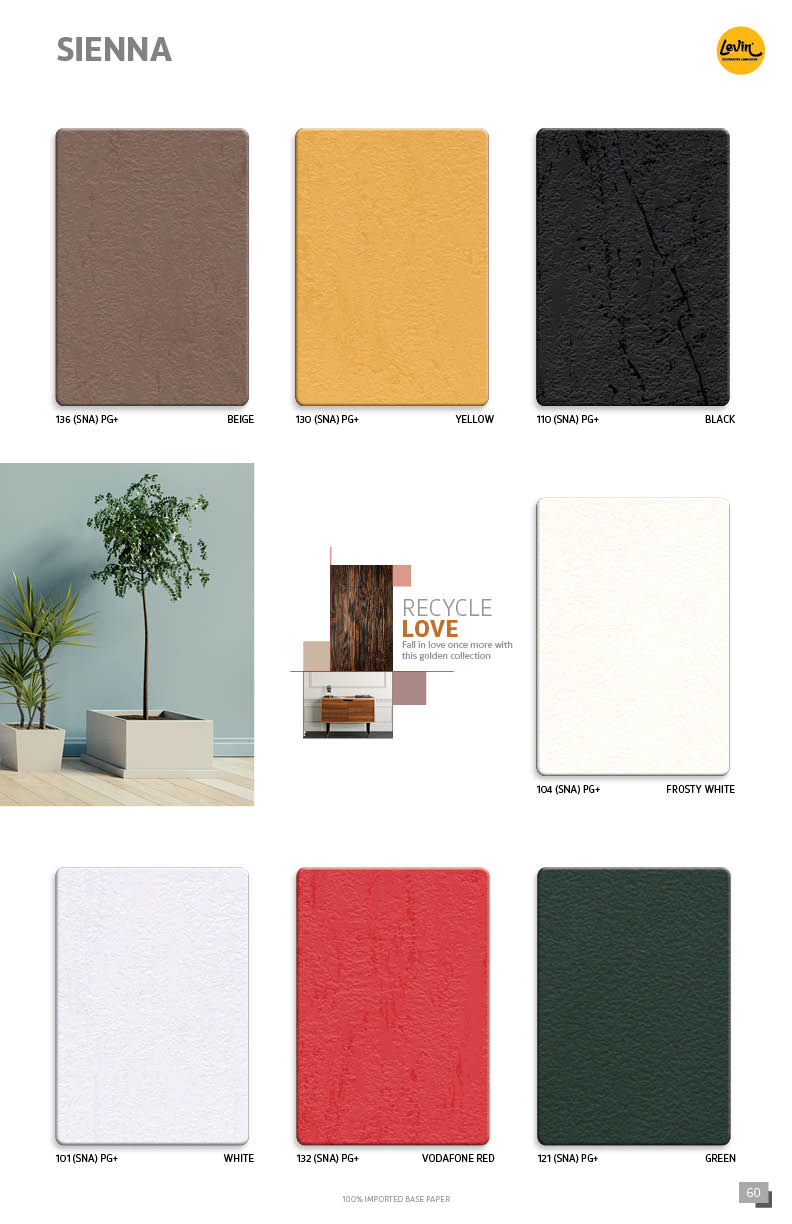 SIENNA
Levin
DECORATIVE LAMINATES
136 (SNA) PG+ BEIGE
130 (SNA) PG+ YELLOW
110 (SNA) PG+ BLACK
RECYCLE
LOVE
Fall in love once more with
this golden collection
104 (SNA) PG+ FROSTY WHITE
101 (SNA) PG+ WHITE
132 (SNA) PG+ VODAFONE RED
121 (SNA) PG+ GREEN
100% IMPORTED BASE PAPER
60